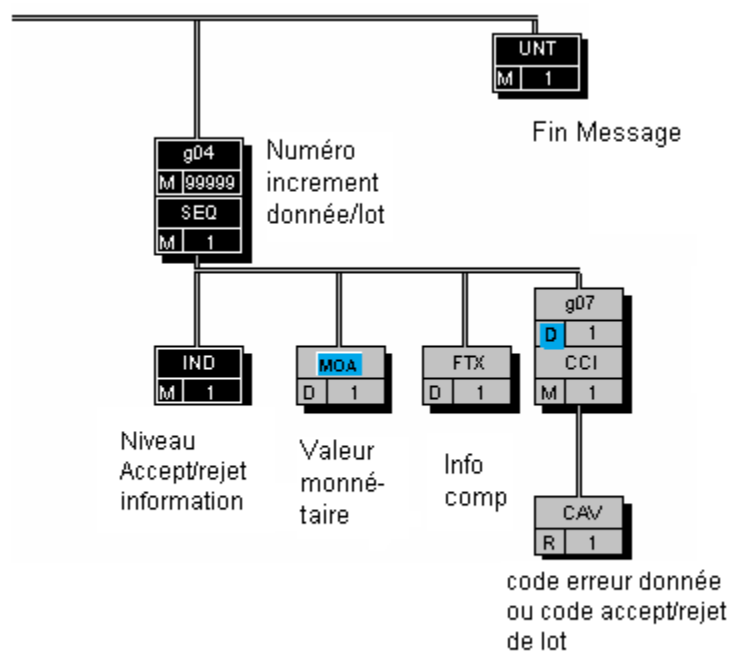 UNT
M 1
Fin Message
g04
M 99999
SEQ
M 1
Numéro
increment
donnée/lot
IND
M 1
Niveau
Accept/rejet
information
MOA
D 1
Valeur
monné-
taire
FTX
D 1
Info
comp
g07
D 1
CCI
M 1
CAV
R 1
code erreur donnée
ou code accept/rejet
de lot